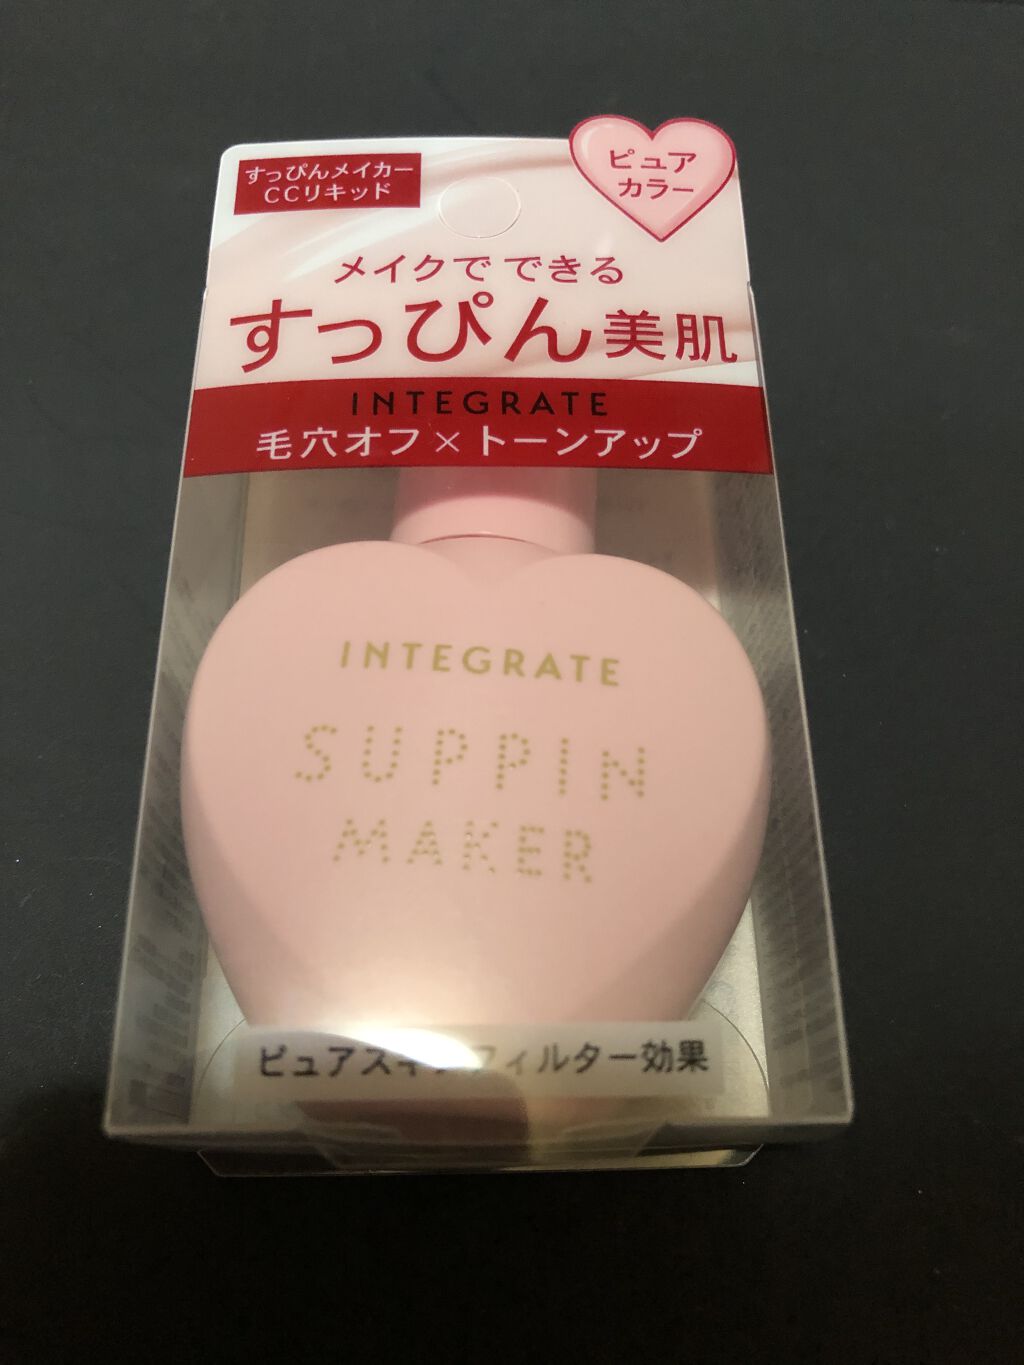 すっぴんメイカー
CCリキッド
ピュア
カラー
メイクで できる
すっぴん美肌
INTEGRATE
毛穴オフ×トーンアップ
INTEGRATE
SUPPIN
MAKER
ピュアスキンフィルター効果